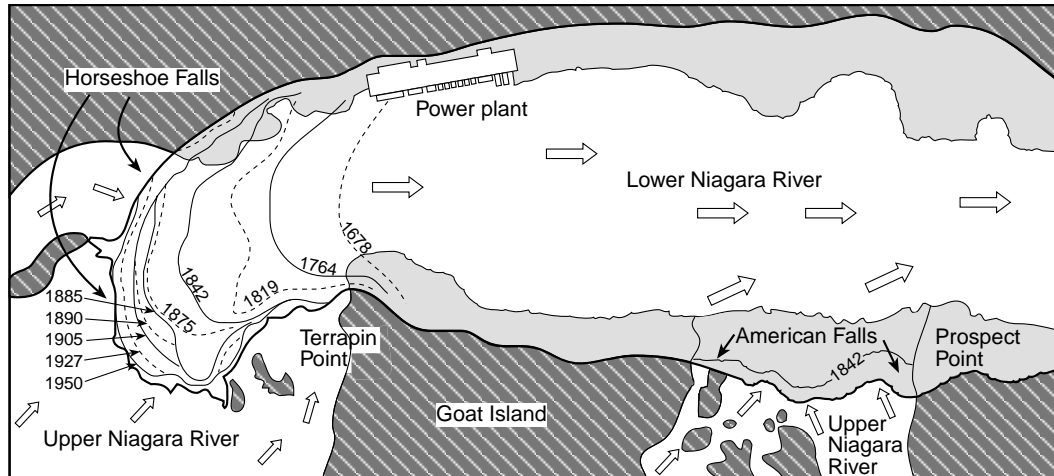 Horseshoe Falls
Power plant
Lower Niagara River
1678
1764
1819
1842
1875
1885
1890
1905
1927
1950
Terrapin
Point
American Falls
Prospect
Point
1842
Goat Island
Upper Niagara River
Upper
Niagara
River